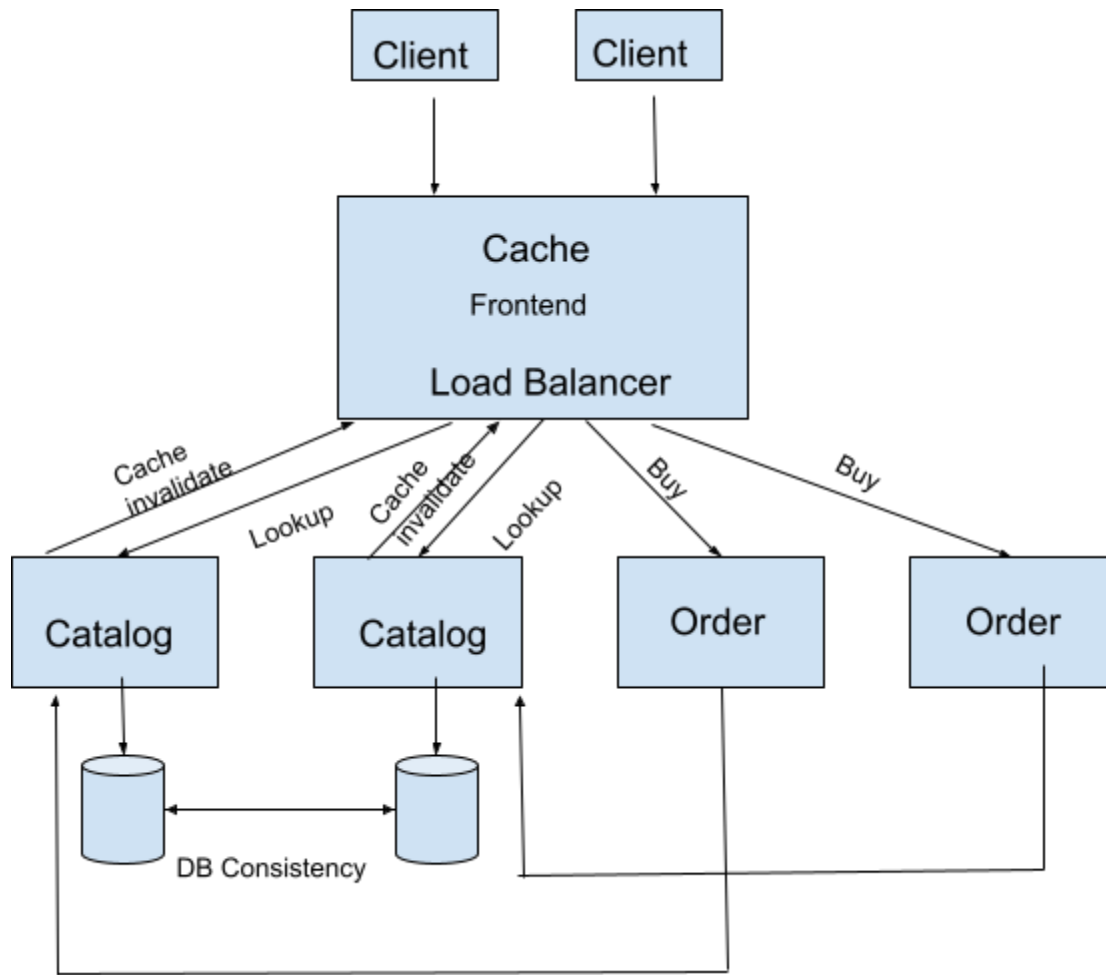 Client
Client
Cache
Frontend
Load Balancer
Cache
invalidate
Lookup
Cache
invalidate
Lookup
Buy
Buy
Catalog
Catalog
Order
Order
DB Consistency